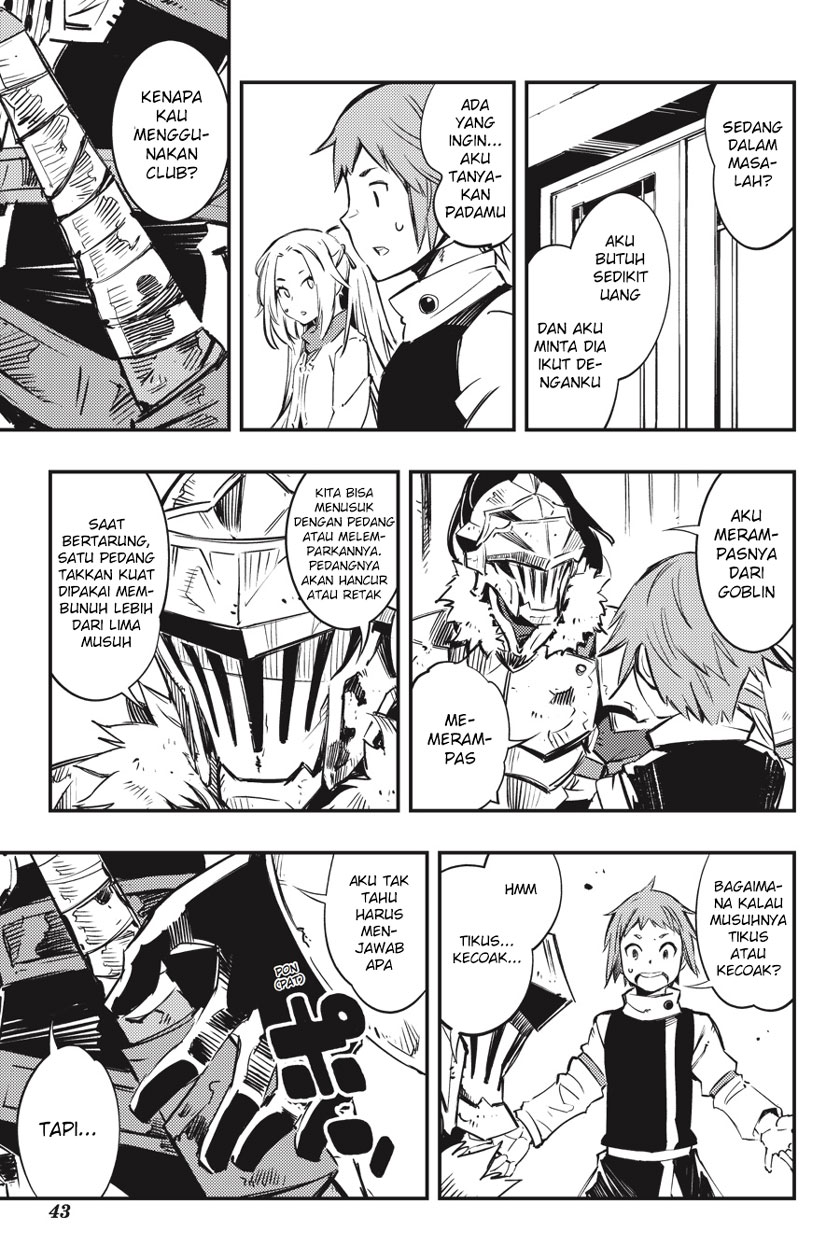 SEDANG
DALAM
MASA-
LAH?
AKU
BUTUH
SEDIKIT
UANG
DAN AKU
MINTA DIA
IKUT DE-
NGANKU
ADA
YANG
INGIN...
AKU
TANYA-
KAN
PADAMU
KENAPA
KAU
MENGGU-
NAKAN
CLUB?
AKU
MERAM-
PASNYA
DARI
GOBLIN
ME-
MERAM-
PAS
KITA BISA
MENUSUK
DENGAN PEDANG
ATAU MELEM-
PARKANNYA.
PEDANGNYA
AKAN HANCUR
ATAU RETAK
SAAT
BERTARUNG,
SATU PEDANG
TAKKAN KUAT
DIPAKAI MEM-
BUNUH LEBIH
DARI LIMA
MUSUH
BAGAIMA-
NA KALAU
MUSUHNYA
TIKUS
ATAU
KECOAK?
HMM
TIKUS...
KECOAK...
AKU TAK
TAHU
HARUS
MEN-
JAWAB
APA
PON
(PAT)
ポンッ
TAPI...
43